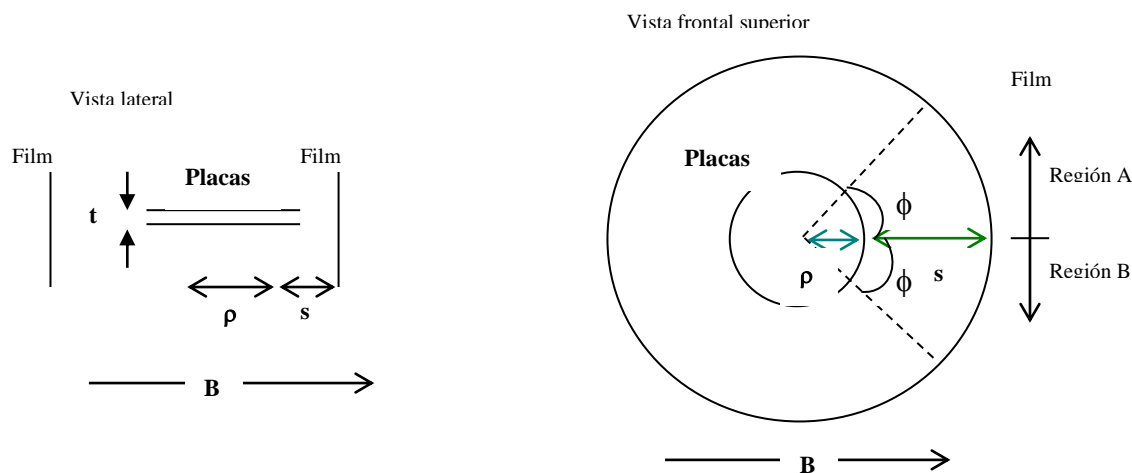 Vista lateral
Film
Film
Placas
t
ρ
s
B
Vista frontal superior
Film
Placas
Región A
ϕ
ρ
ϕ
s
Región B
B